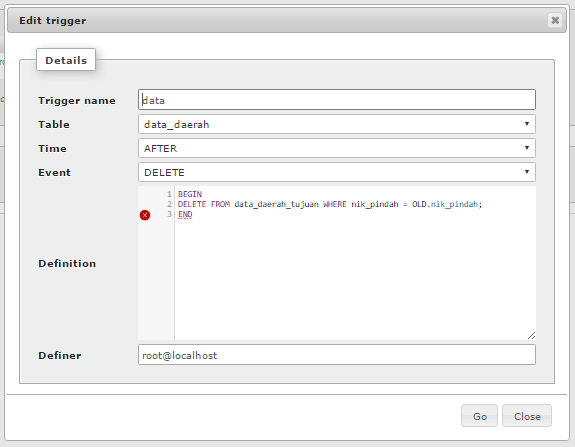 Edit trigger
Details
Trigger name data
Table data_daerah
Time AFTER
Event DELETE
Definition
1 BEGIN
2 DELETE FROM data_daerah_tujuan WHERE nik_pindah = OLD.nik_pindah;
3 END
Definer root@localhost
Go Close